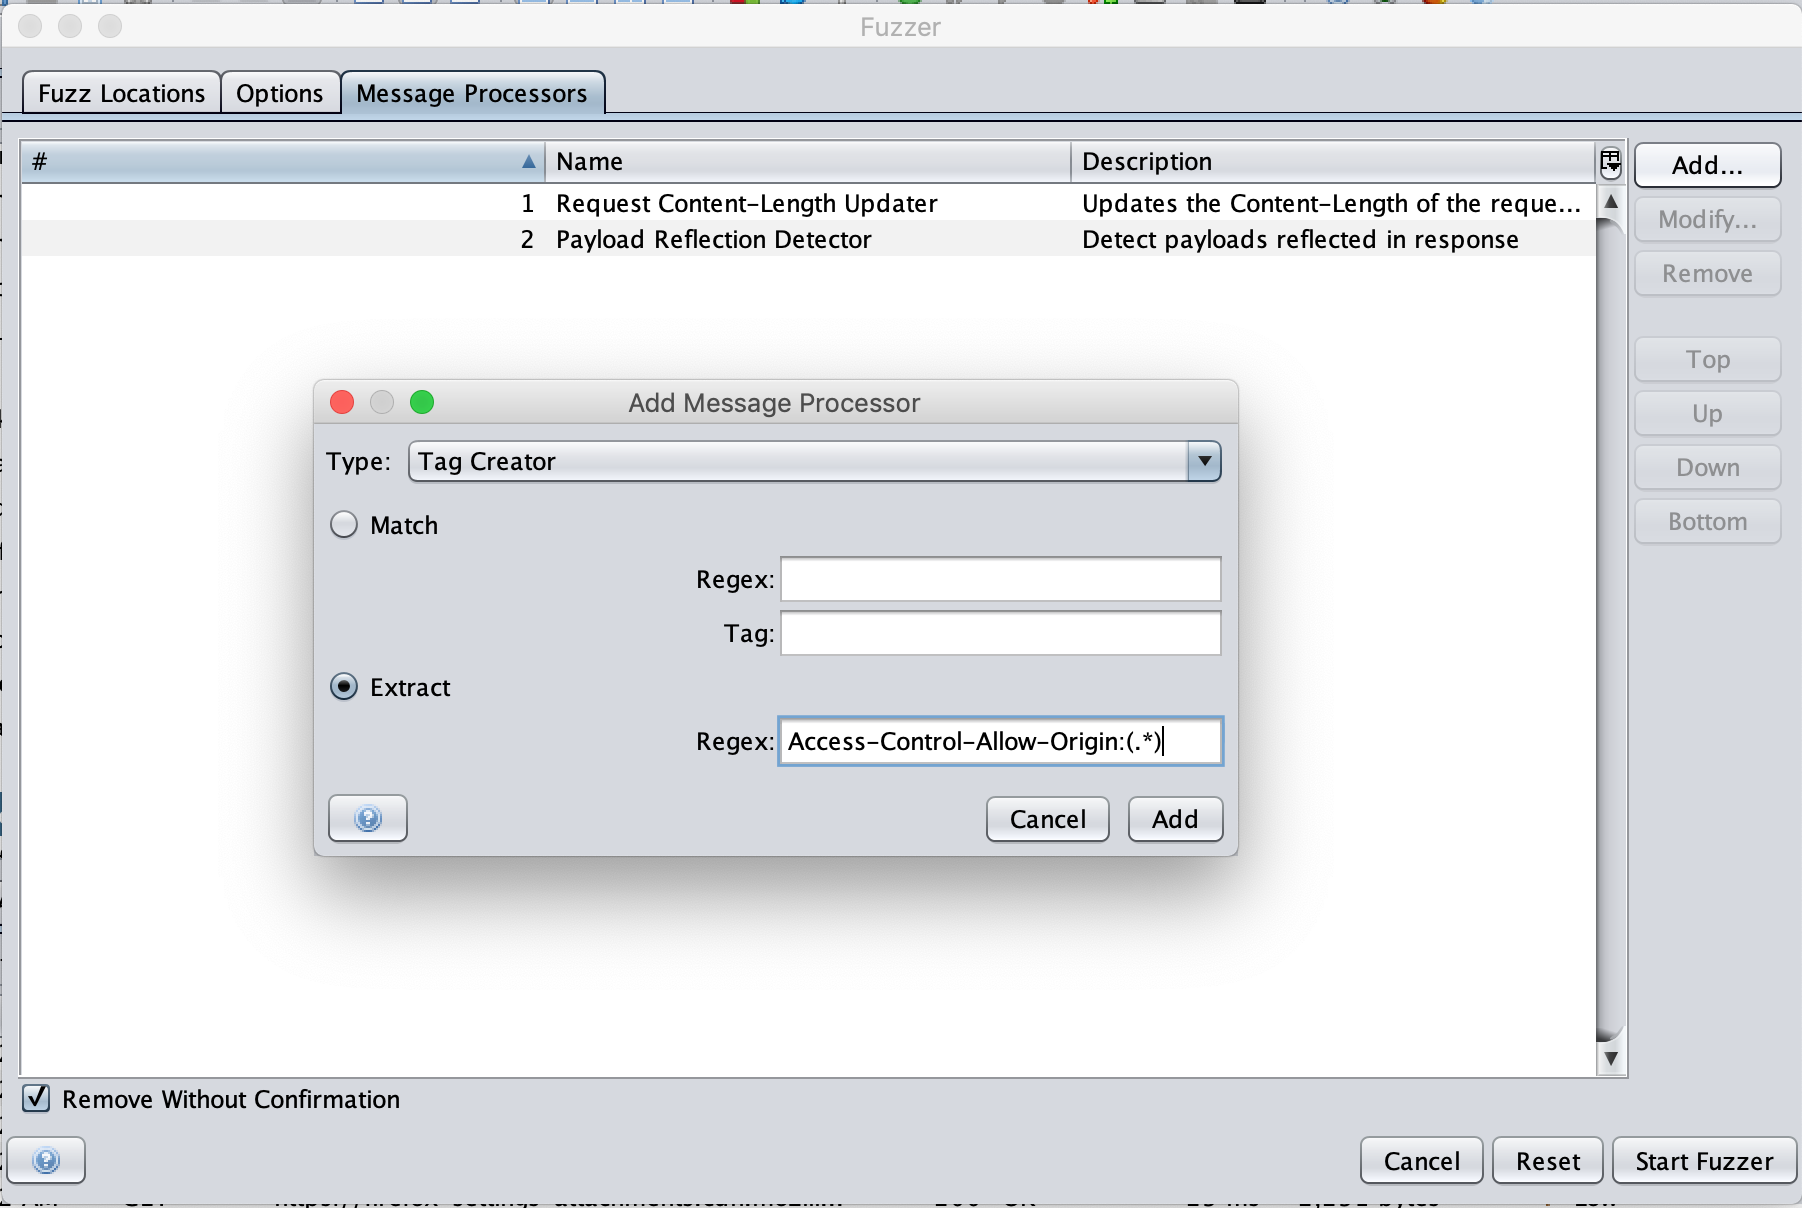 Fuzzer
Fuzz Locations Options Message Processors
# Name Description
1 Request Content-Length Updater Updates the Content-Length of the reque...
2 Payload Reflection Detector Detect payloads reflected in response
Add...
Modify...
Remove
Top
Up
Down
Bottom
Add Message Processor
Type: Tag Creator
Match
Regex:
Tag:
Extract
Regex: Access-Control-Allow-Origin:(.*)
Cancel Add
Remove Without Confirmation
Cancel Reset Start Fuzzer